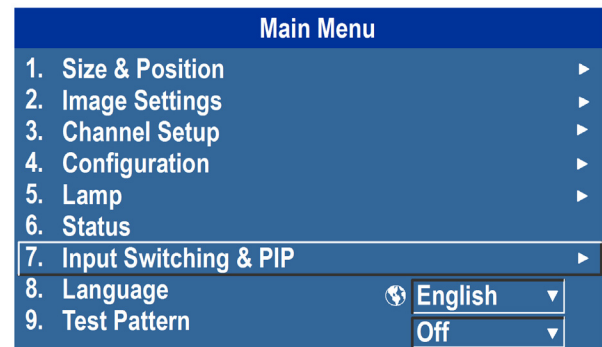 Main Menu
1. Size & Position
2. Image Settings
3. Channel Setup
4. Configuration
5. Lamp
6. Status
7. Input Switching & PIP
8. Language English
9. Test Pattern Off